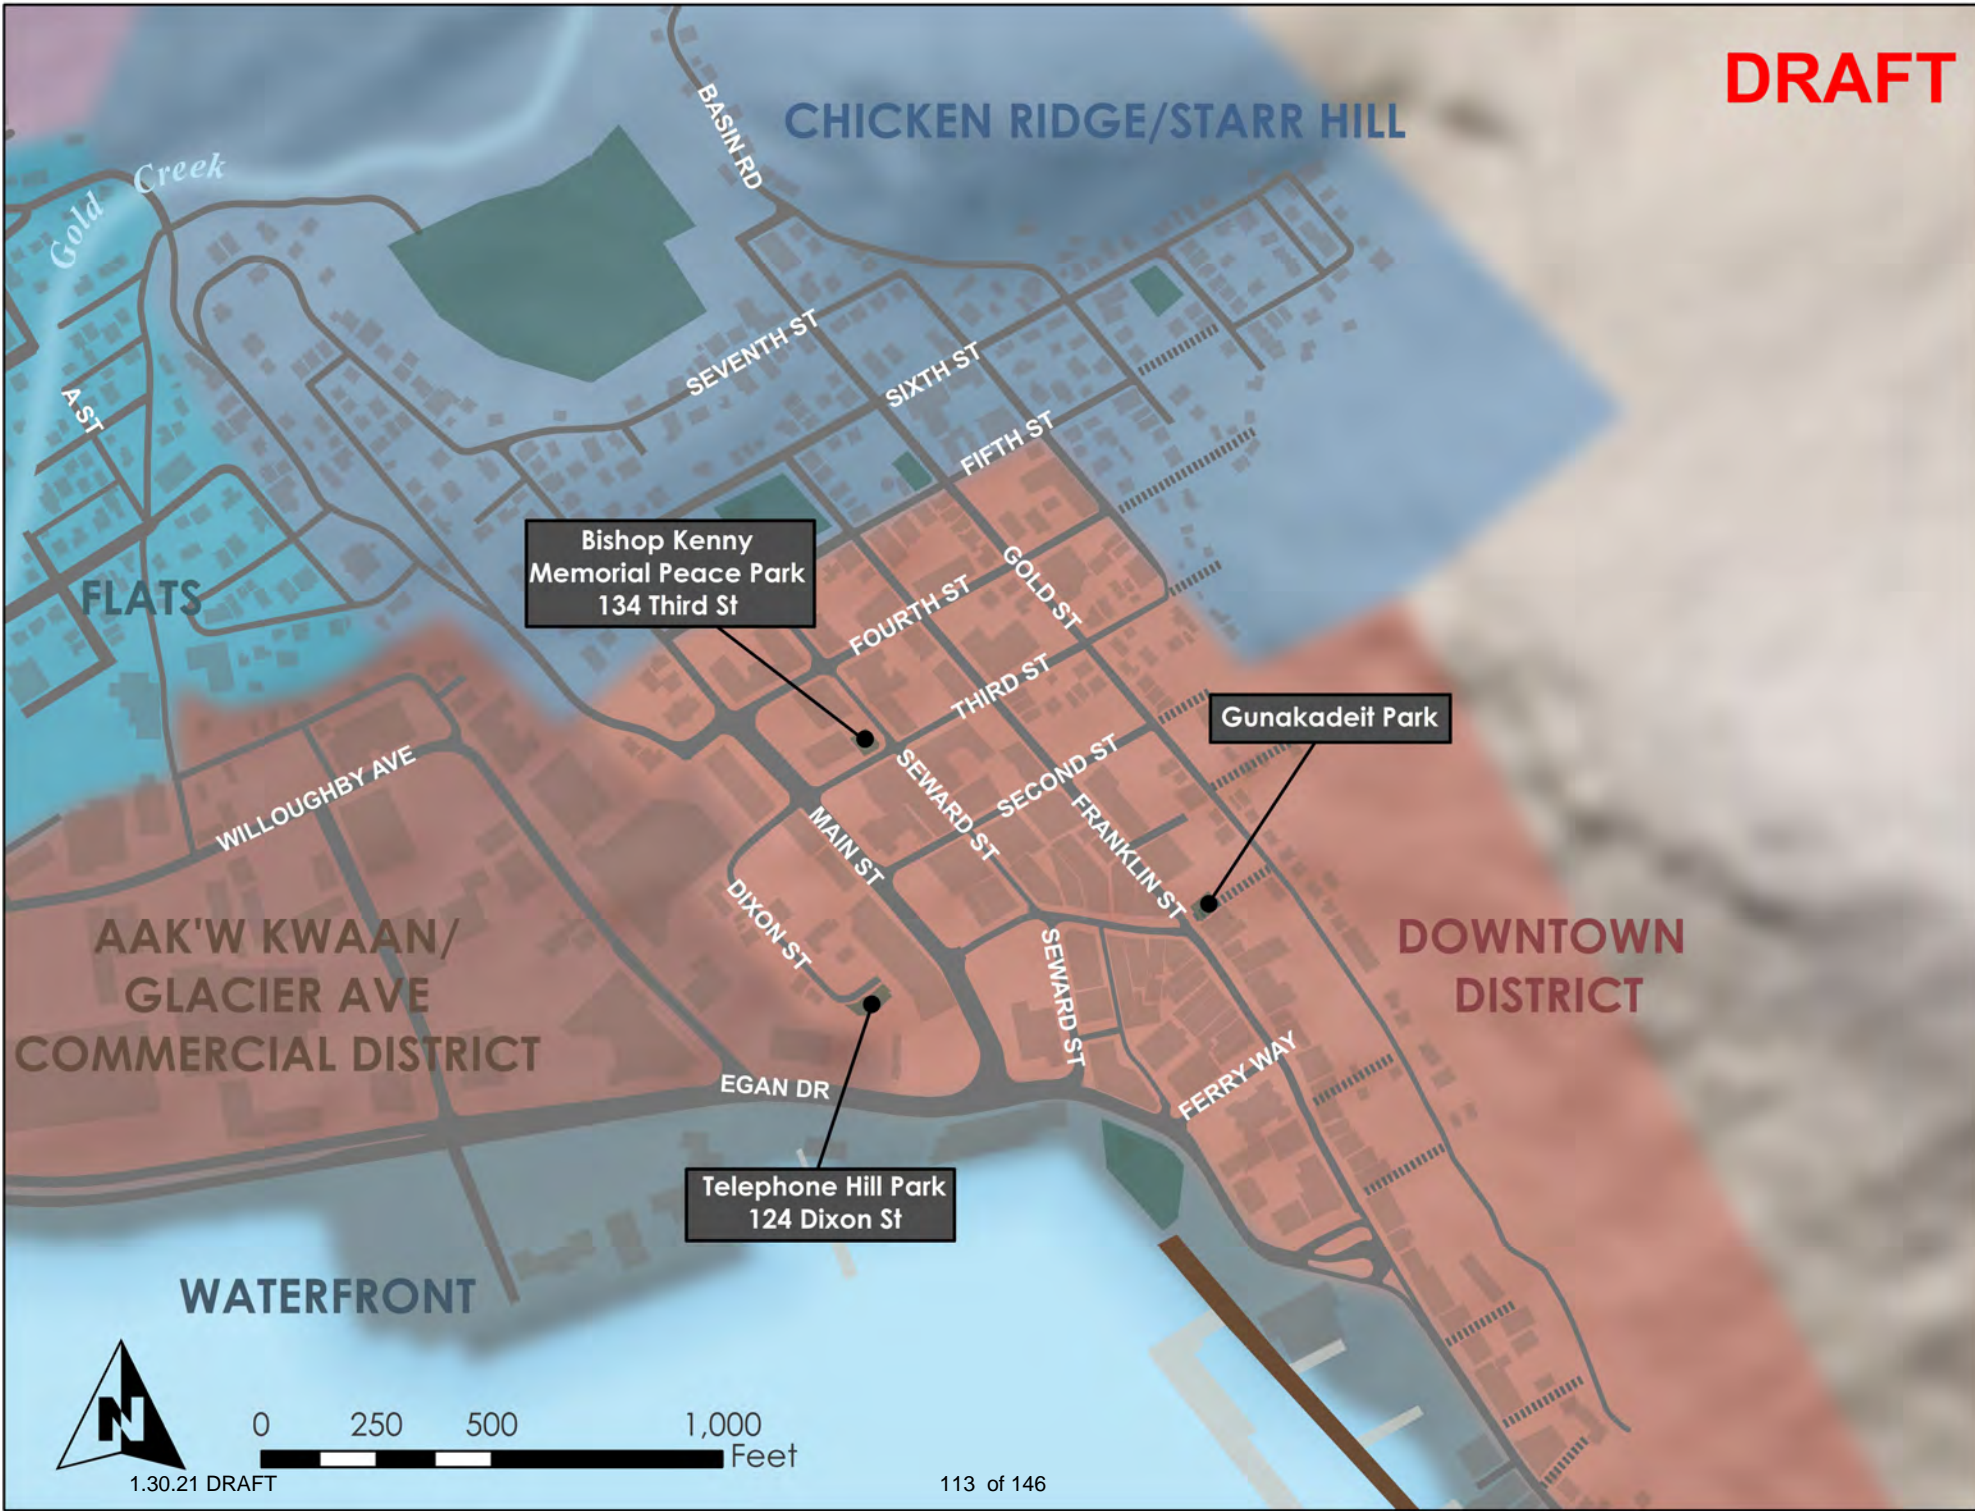 DRAFT
CHICKEN RIDGE/STARR HILL
BASIN RD
Gold Creek
SEVENTH ST
SIXTH ST
A ST
FIFTH ST
Bishop Kenny
Memorial Peace Park
134 Third St
FLATS
FOURTH ST
GOLD ST
THIRD ST
Gunakadeit Park
WILLOUGHBY AVE
SEWARD ST
SECOND ST
MAIN ST
FRANKLIN ST
DIXON ST
AAK'W KWAAN/
GLACIER AVE
COMMERCIAL DISTRICT
DOWNTOWN
DISTRICT
SEWARD ST
EGAN DR
FERRY WAY
Telephone Hill Park
124 Dixon St
WATERFRONT
N
0 250 500 1,000
Feet
1.30.21 DRAFT
113 of 146